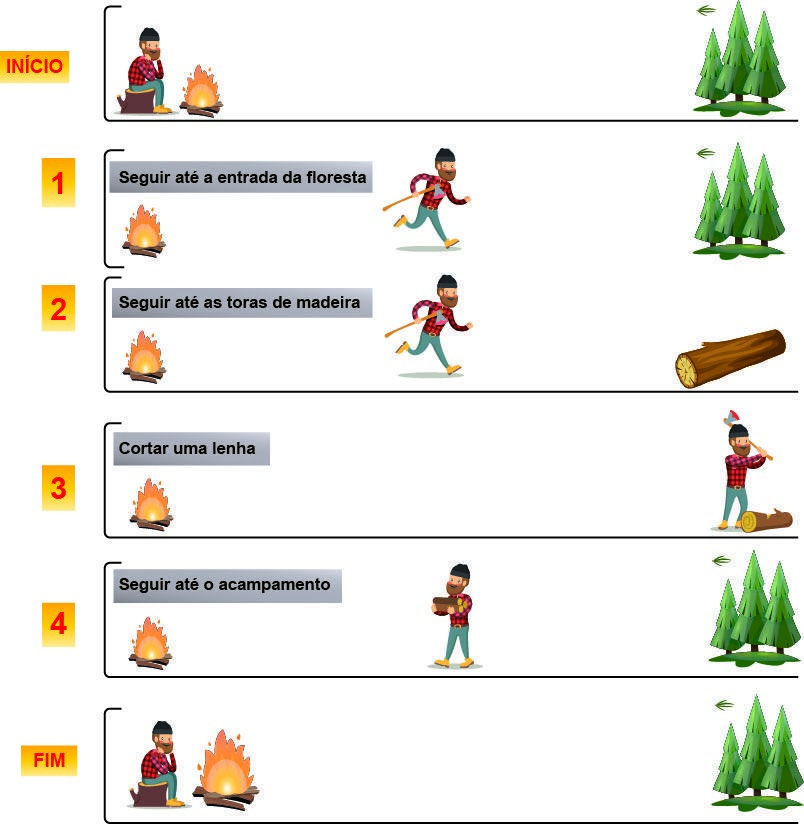 INÍCIO
1
Seguir até a entrada da floresta
2
Seguir até as toras de madeira
3
Cortar uma lenha
4
Seguir até o acampamento
FIM